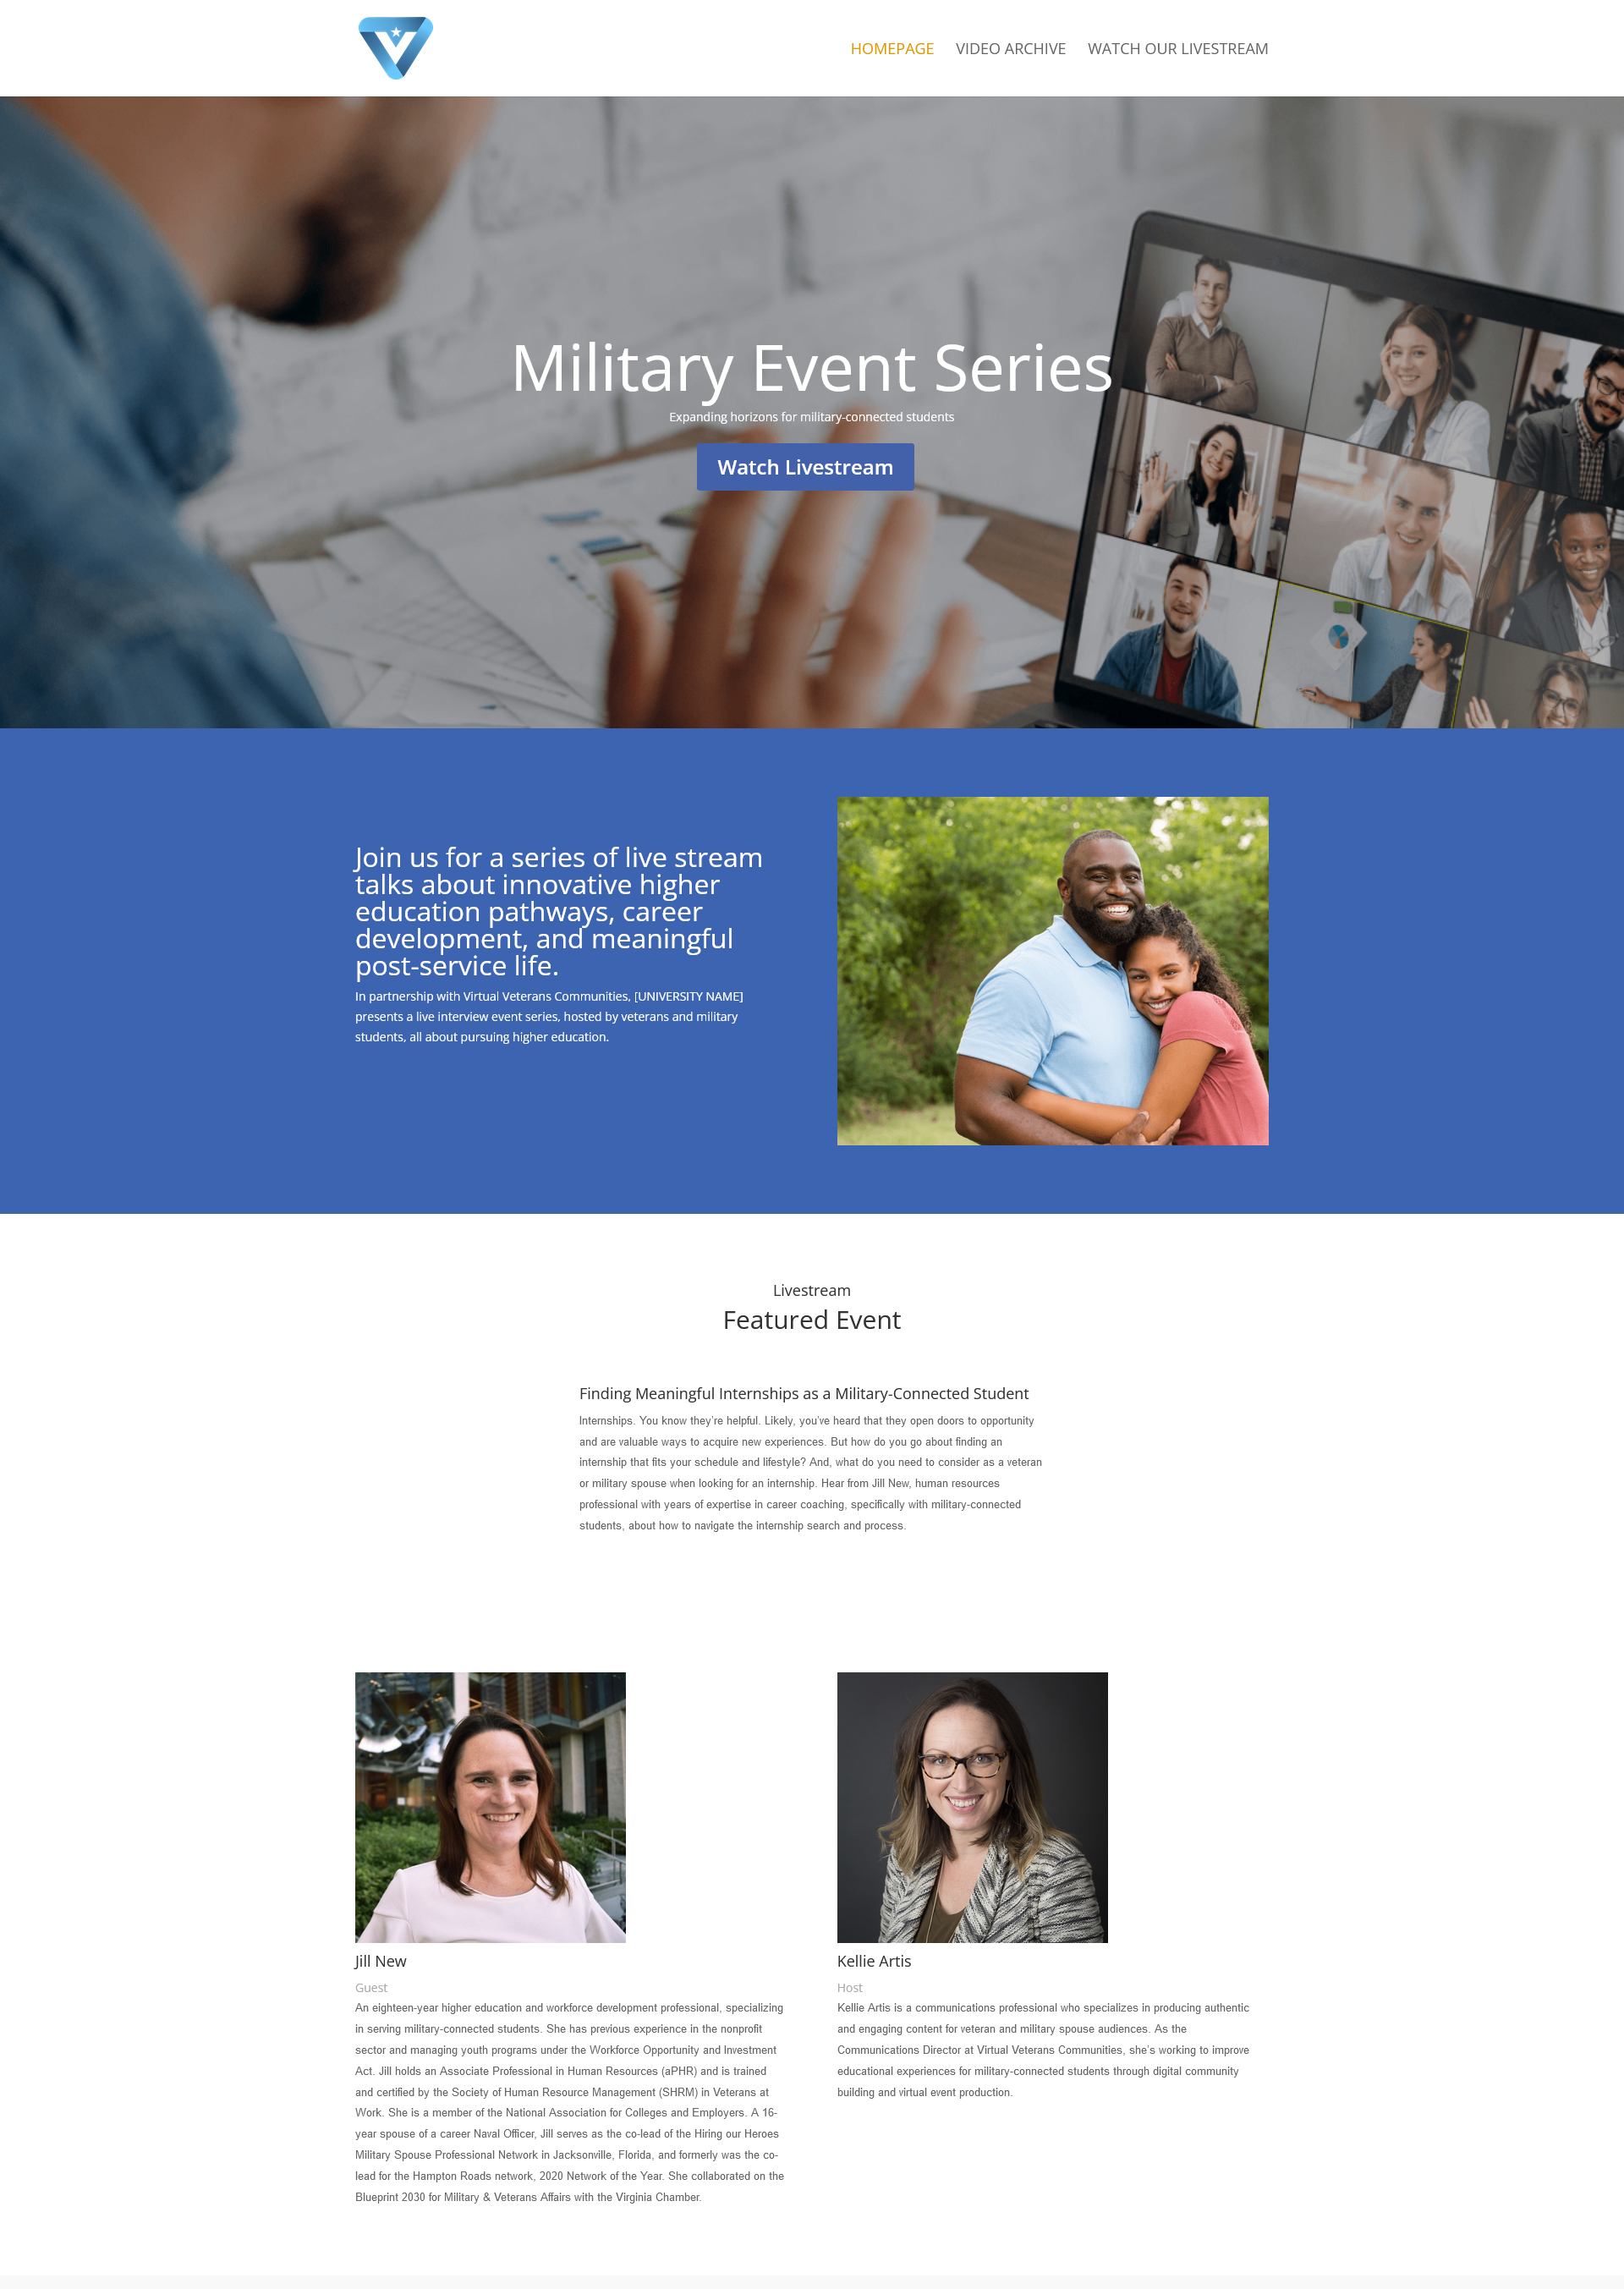 HOMEPAGE VIDEO ARCHIVE WATCH OUR LIVESTREAM
Military Event Series
Expanding horizons for military-connected students
Watch Livestream
Join us for a series of live stream
talks about innovative higher
education pathways, career
development, and meaningful
post-service life.
In partnership with Virtual Veterans Communities, [UNIVERSITY NAME]
presents a live interview event series, hosted by veterans and military
students, all about pursuing higher education.
Livestream
Featured Event
Finding Meaningful Internships as a Military-Connected Student
Internships. You know they're helpful. Likely, you've heard that they open doors to opportunity
and are valuable ways to acquire new experiences. But how do you go about finding an
internship that fits your schedule and lifestyle? And, what do you need to consider as a veteran
or military spouse when looking for an internship. Hear from Jill New, human resources
professional with years of expertise in career coaching, specifically with military-connected
students, about how to navigate the internship search and process.
Jill New
Guest
An eighteen-year higher education and workforce development professional, specializing
in serving military-connected students. She has previous experience in the nonprofit
sector and managing youth programs under the Workforce Opportunity and Investment
Act. Jill holds an Associate Professional in Human Resources (aPHR) and is trained
and certified by the Society of Human Resource Management (SHRM) in Veterans at
Work. She is a member of the National Association for Colleges and Employers. A 16-
year spouse of a career Naval Officer, Jill serves as the co-lead of the Hiring our Heroes
Military Spouse Professional Network in Jacksonville, Florida, and formerly was the co-
lead for the Hampton Roads network, 2020 Network of the Year. She collaborated on the
Blueprint 2030 for Military & Veterans Affairs with the Virginia Chamber.
Kellie Artis
Host
Kellie Artis is a communications professional who specializes in producing authentic
and engaging content for veteran and military spouse audiences. As the
Communications Director at Virtual Veterans Communities, she's working to improve
educational experiences for military-connected students through digital community
building and virtual event production.